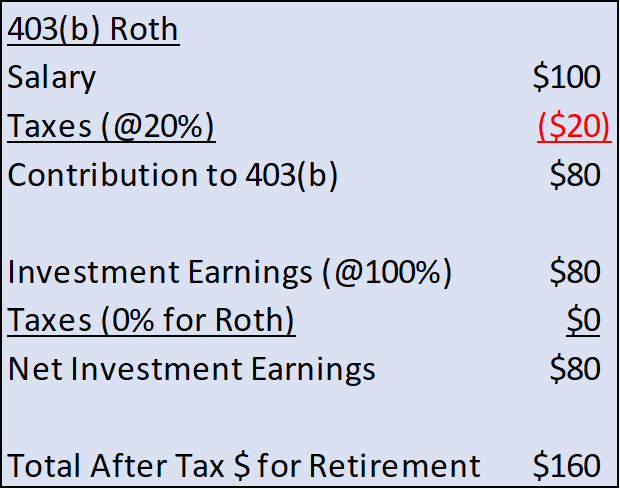 403(b) Roth
Salary $100
Taxes (@20%) ($20)
Contribution to 403(b) $80
Investment Earnings (@100%) $80
Taxes (0% for Roth) $0
Net Investment Earnings $80
Total After Tax $ for Retirement $160